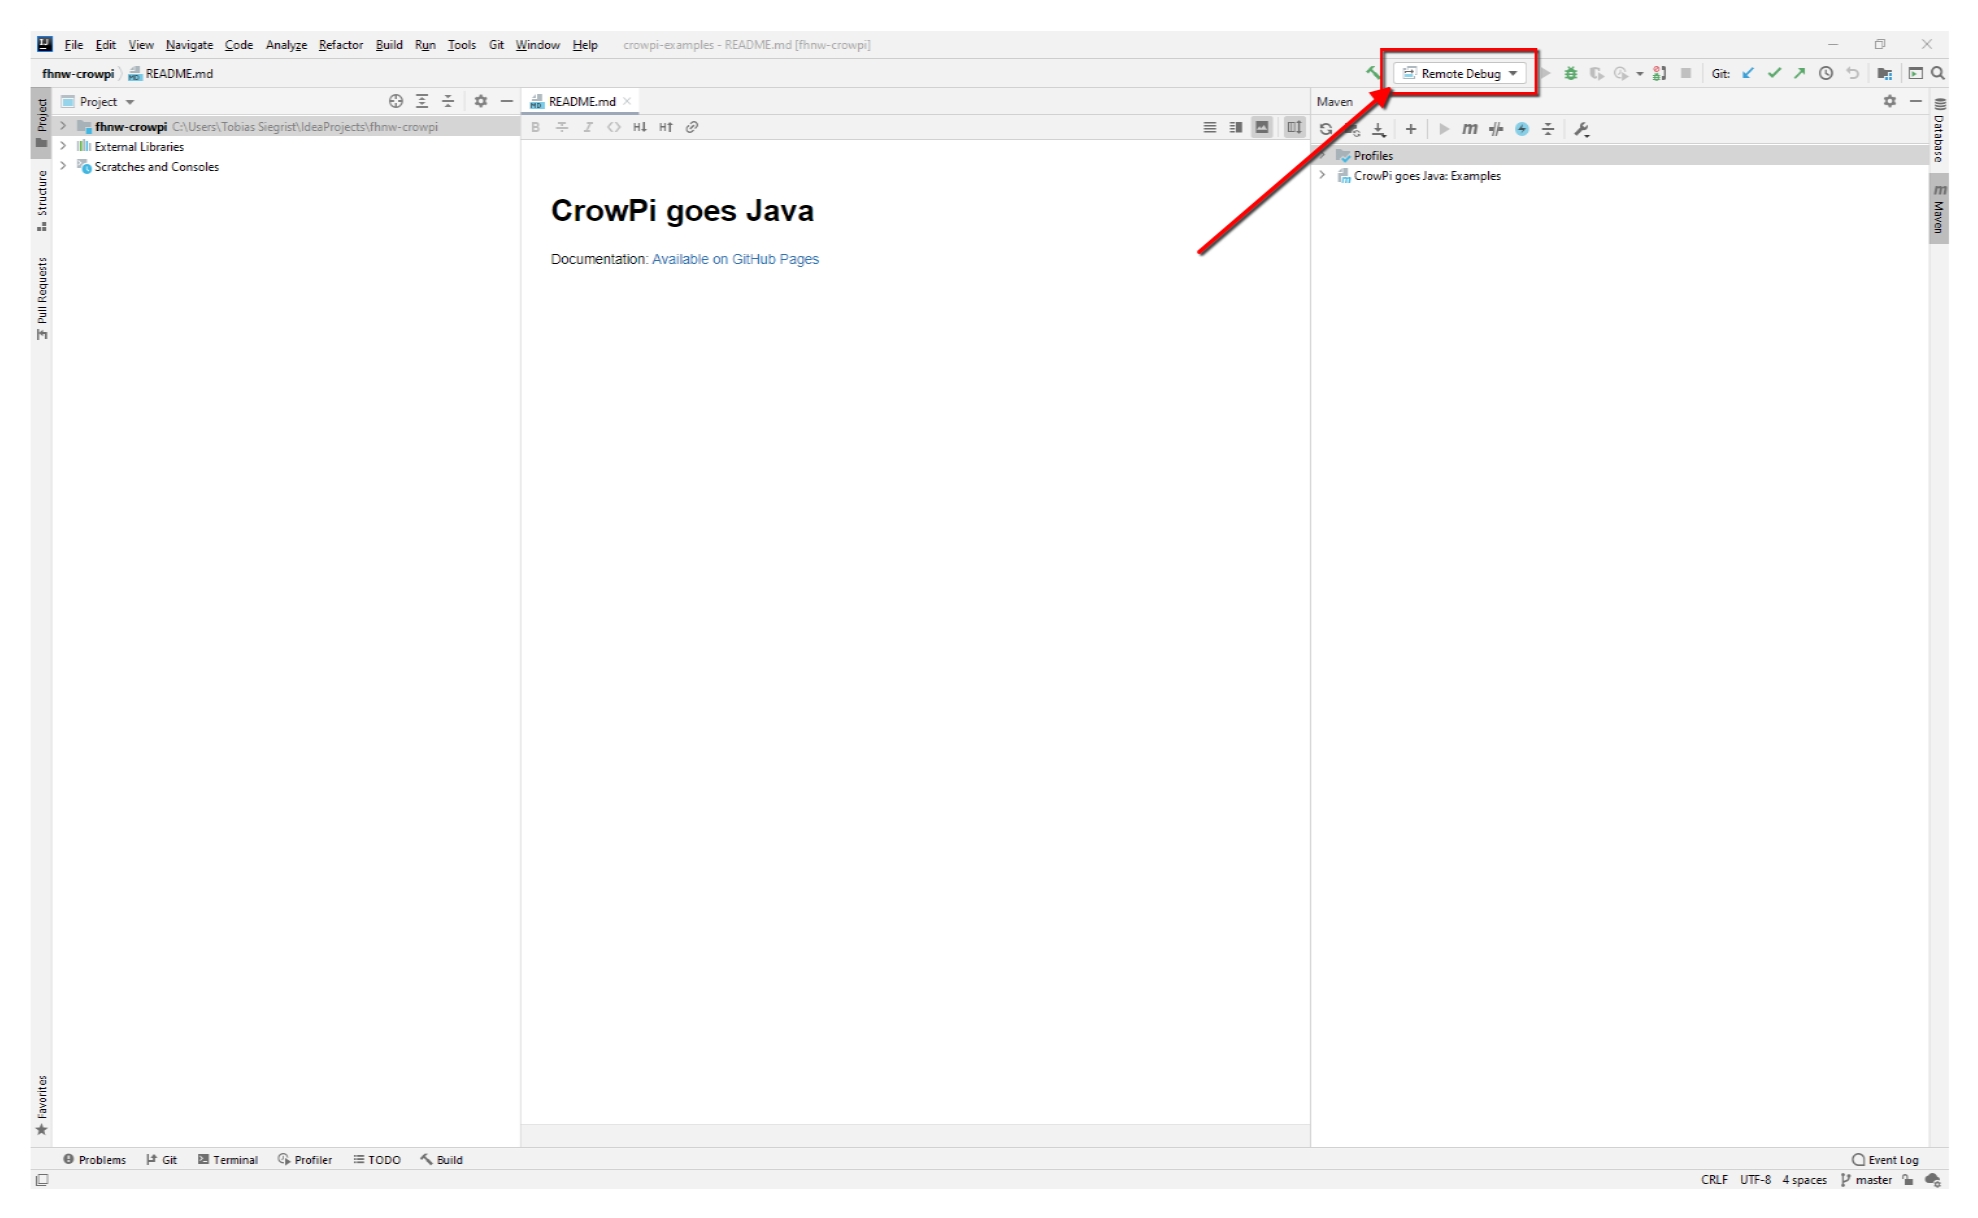 File Edit View Navigate Code Analyze Refactor Build Run Tools Git Window Help crowpi-examples - README.md [fhnw-crowpi]
fhnw-crowpi README.md
Remote Debug
Git:
Project
README.md
Maven
B I <> H↓ H↑
fhnw-crowpi C:\Users\Tobias Siegrist\IdeaProjects\fhnw-crowpi
External Libraries
Scratches and Consoles
m
Profiles
CrowPi goes Java: Examples
CrowPi goes Java
Documentation: Available on GitHub Pages
Project
Structure
Pull Requests
Favorites
Database
m Maven
Problems Git Terminal Profiler TODO Build
Event Log
CRLF UTF-8 4 spaces master